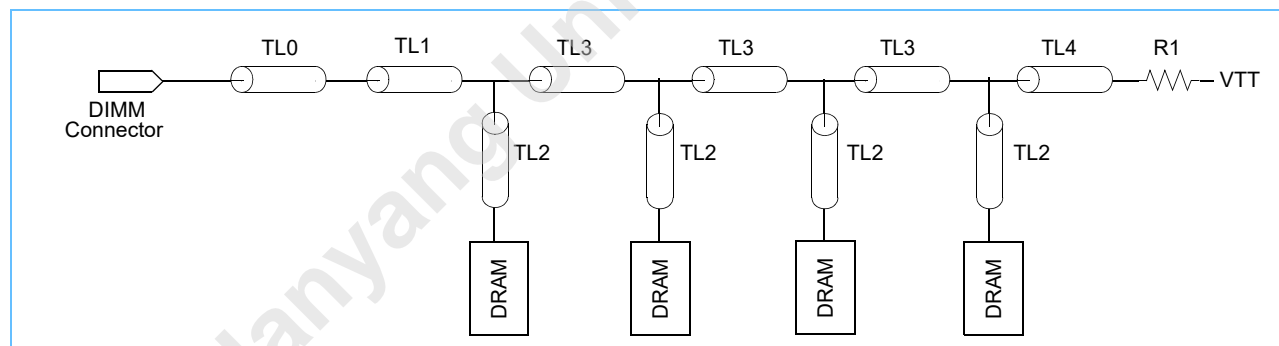 TL0 TL1 TL3 TL3 TL3 TL4 R1
VTT
DIMM
Connector
TL2 TL2 TL2 TL2
DRAM DRAM DRAM DRAM